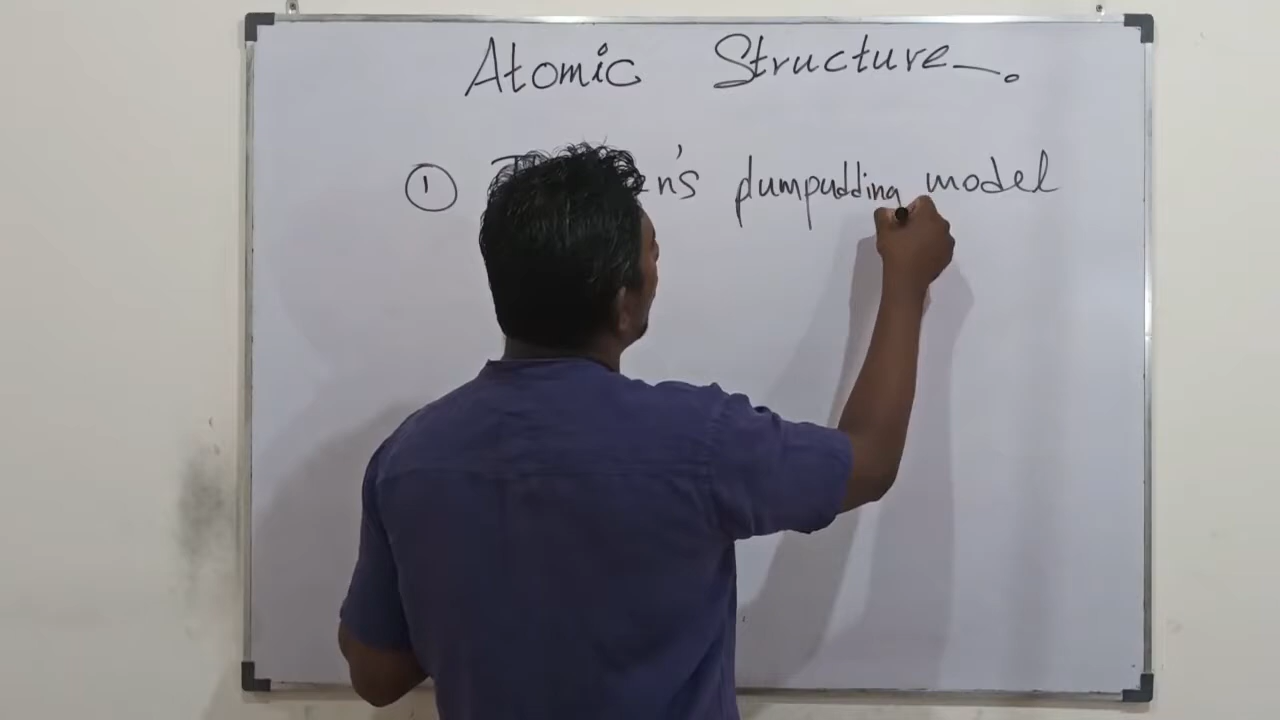 Atomic Structure
① plumpudding model